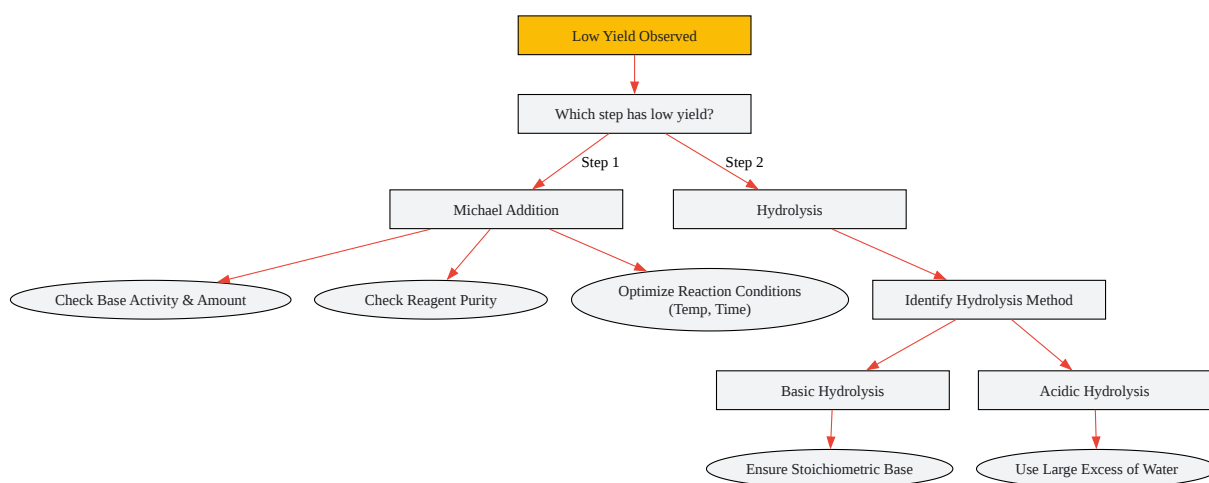 Low Yield Observed
Which step has low yield?
Step 1
Step 2
Michael Addition
Hydrolysis
Check Base Activity & Amount
Check Reagent Purity
Optimize Reaction Conditions
(Temp, Time)
Identify Hydrolysis Method
Basic Hydrolysis
Acidic Hydrolysis
Ensure Stoichiometric Base
Use Large Excess of Water